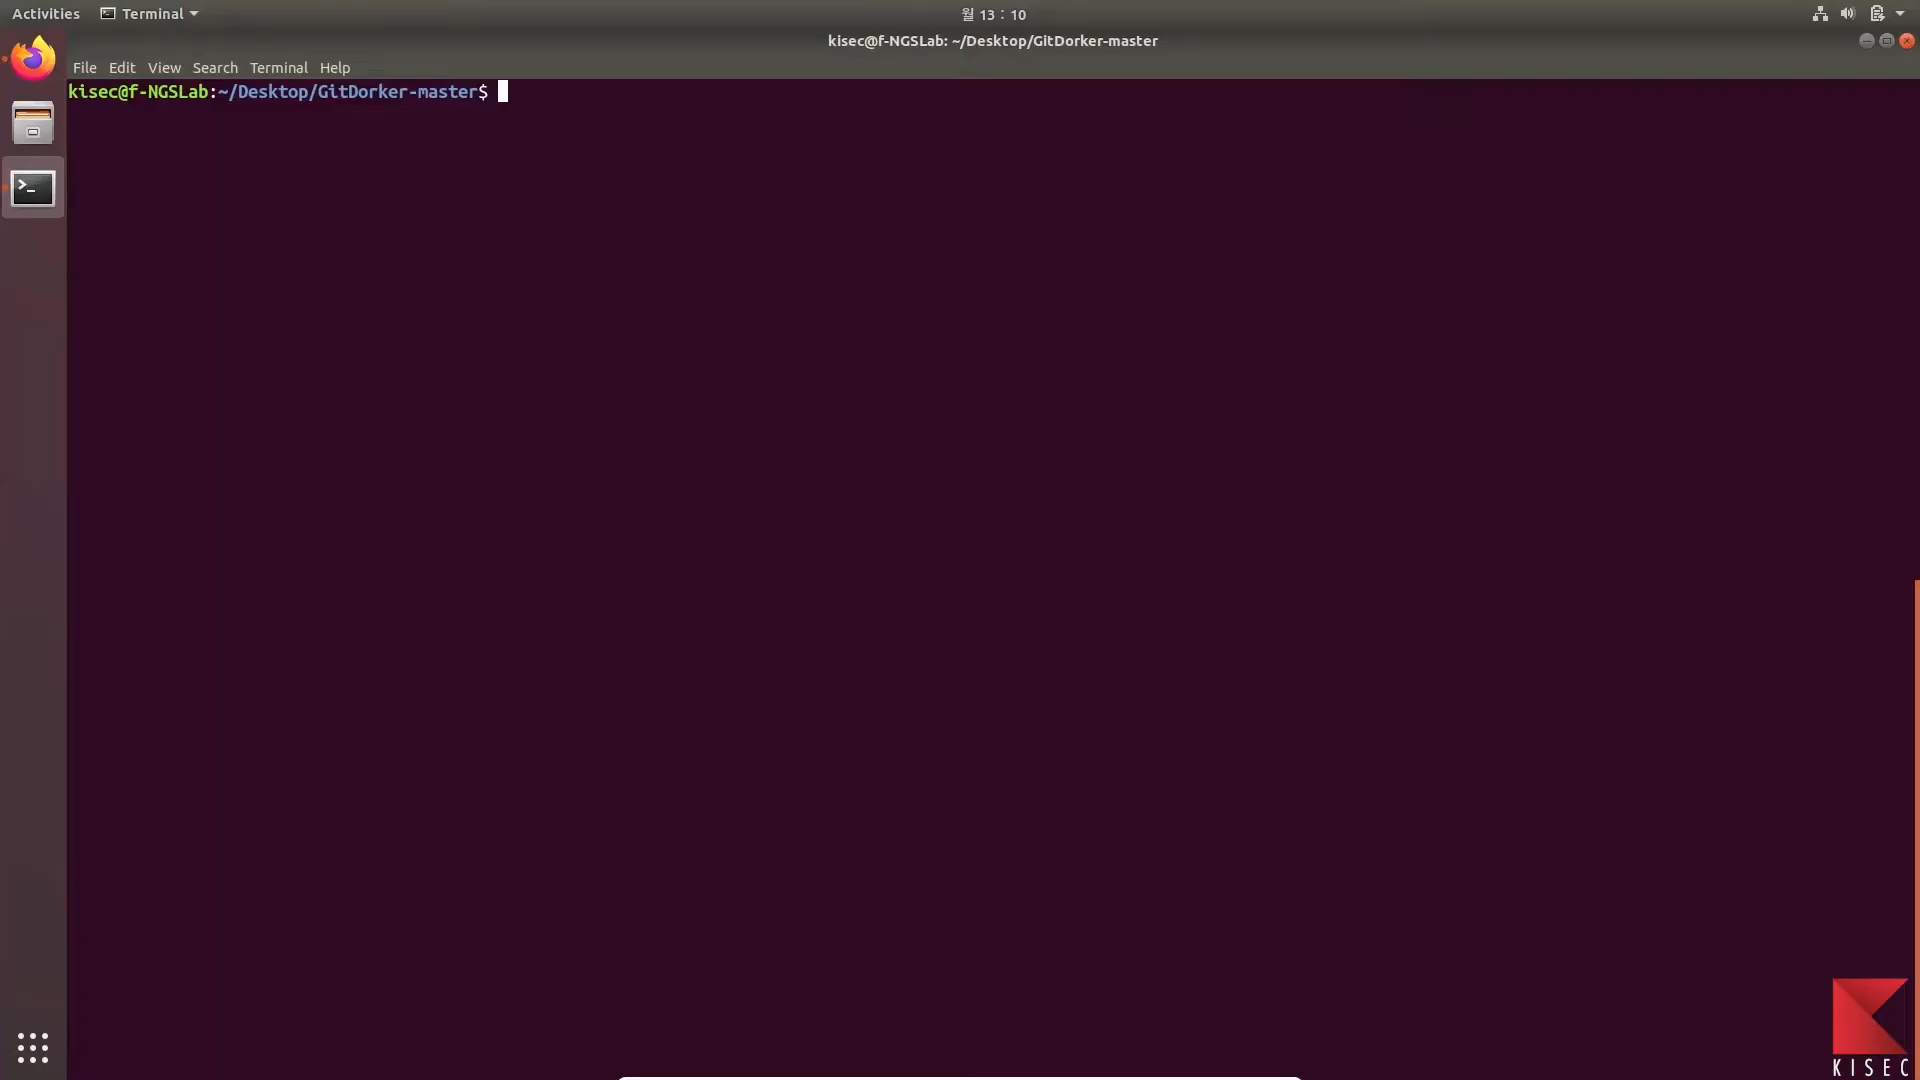 Activities
Terminal
월 13 : 10
kisec@f-NGSLab: ~/Desktop/GitDorker-master
File Edit View Search Terminal Help
kisec@f-NGSLab:~/Desktop/GitDorker-master$
KISEC